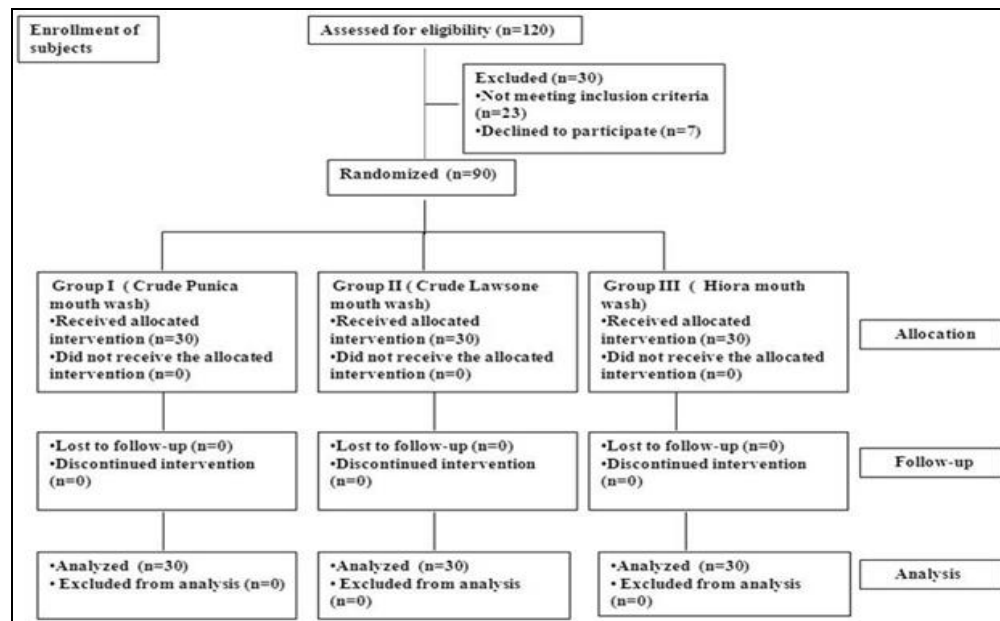 Enrollment of
subjects
Assessed for eligibility (n=120)
Excluded (n=30)
•Not meeting inclusion criteria
(n=23)
•Declined to participate (n=7)
Randomized (n=90)
Group I ( Crude Punica
mouth wash)
•Received allocated
intervention (n=30)
•Did not receive the allocated
intervention (n=0)
Group II ( Crude Lawsone
mouth wash)
•Received allocated
intervention (n=30)
•Did not receive the allocated
intervention (n=0)
Group III ( Hiora mouth
wash)
•Received allocated
intervention (n=30)
•Did not receive the allocated
intervention (n=0)
Allocation
•Lost to follow-up (n=0)
•Discontinued intervention
(n=0)
•Lost to follow-up (n=0)
•Discontinued intervention
(n=0)
•Lost to follow-up (n=0)
•Discontinued intervention
(n=0)
Follow-up
•Analyzed (n=30)
• Excluded from analysis (n=0)
•Analyzed (n=30)
• Excluded from analysis
(n=0)
•Analyzed (n=30)
• Excluded from analysis
(n=0)
Analysis